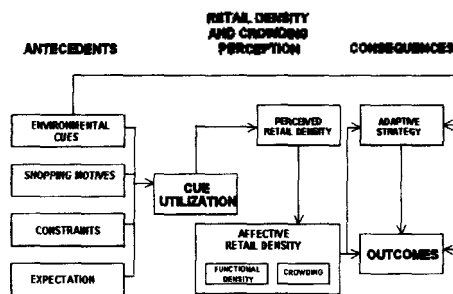 RETAIL DENSITY
AND CROWDING
PERCEPTION
ANTECEDENTS
CONSEQUENCES
ENVIRONMENTAL
CUES
SHOPPING MOTIVES
CONSTRAINTS
EXPECTATION
CUE
UTILIZATION
PERCEIVED
RETAIL DENSITY
AFFECTIVE
RETAIL DENSITY
FUNCTIONAL
DENSITY
CROWDING
ADAPTIVE
STRATEGY
OUTCOMES